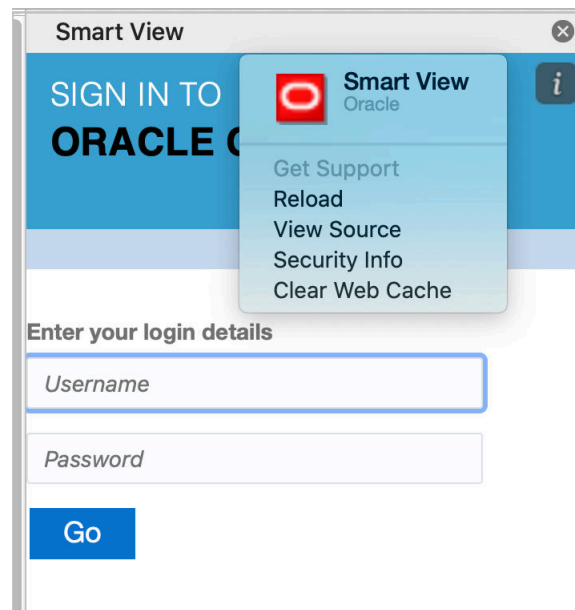 Smart View
SIGN IN TO
ORACLE
i
Smart View
Oracle
Get Support
Reload
View Source
Security Info
Clear Web Cache
Enter your login details
Username
Password
Go